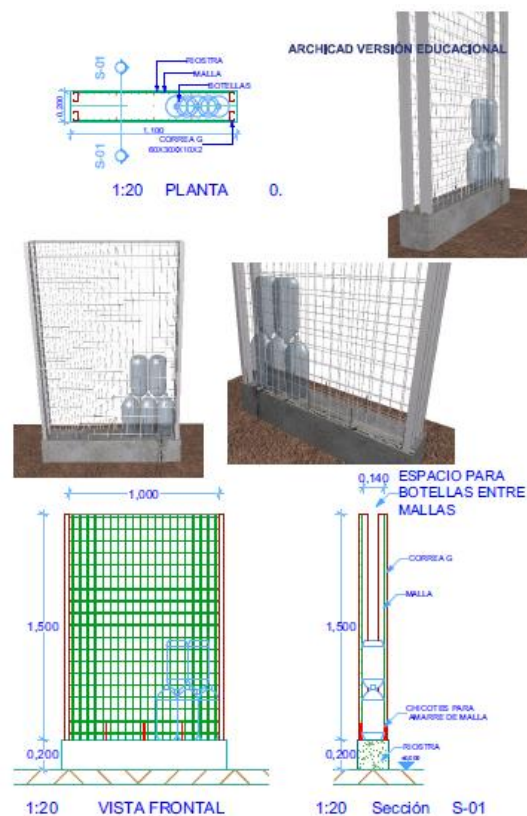 ARCHICAD VERSIÓN EDUCACIONAL
RIOSTRA
MALLA
BOTELLAS
S-01
0,200
S-01
1,100
CORREA G
60X30XX10X2
1:20 PLANTA 0.
1,000
0,140
ESPACIO PARA
BOTELLAS ENTRE
MALLAS
1,500
1,500
CORREA G
MALLA
CHICOTES PARA
AMARRE DE MALLA
0,200
0,200
RIOSTRA
1:20 VISTA FRONTAL
1:20 Sección S-01